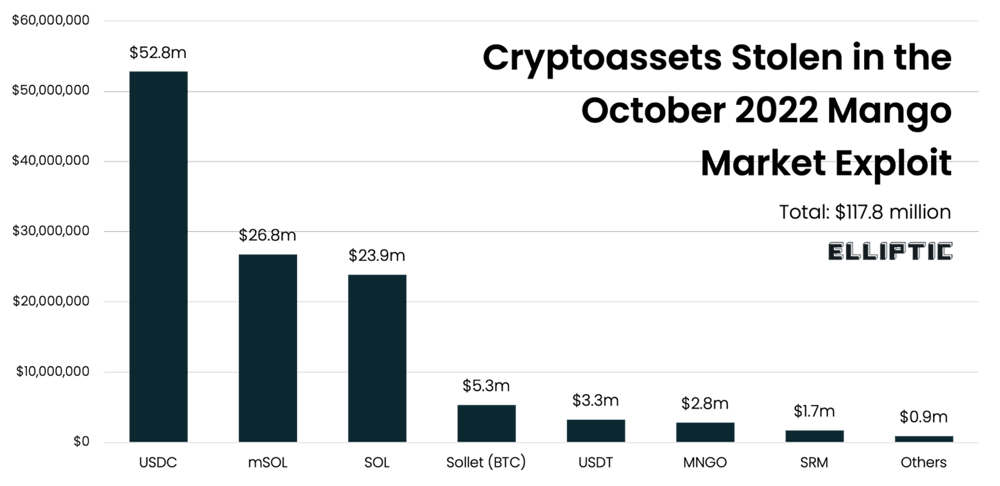 Cryptoassets Stolen in the
October 2022 Mango
Market Exploit
Total: $117.8 million
ELLIPTIC
$60,000,000
$50,000,000
$40,000,000
$30,000,000
$20,000,000
$10,000,000
$0
$52.8m
$26.8m
$23.9m
$5.3m
$3.3m
$2.8m
$1.7m
$0.9m
USDC
mSOL
SOL
Sollet (BTC)
USDT
MNGO
SRM
Others